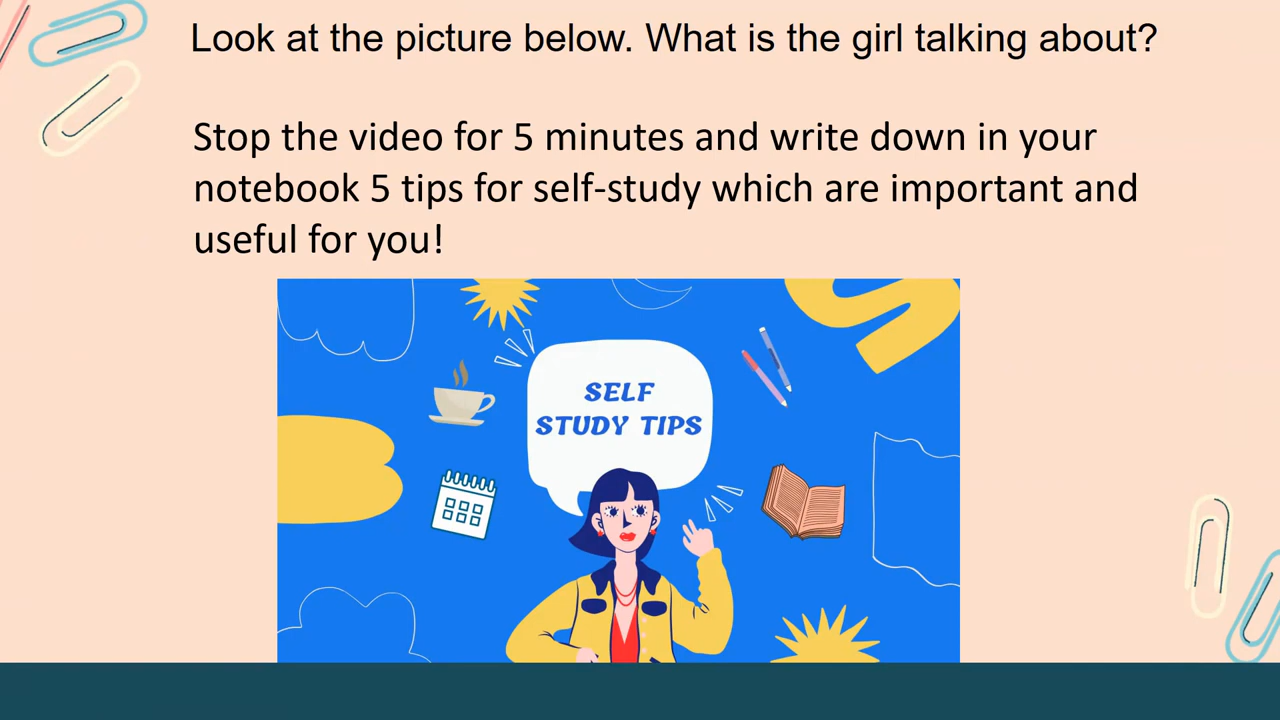 Look at the picture below. What is the girl talking about?
Stop the video for 5 minutes and write down in your
notebook 5 tips for self-study which are important and
useful for you!
SELF
STUDY TIPS